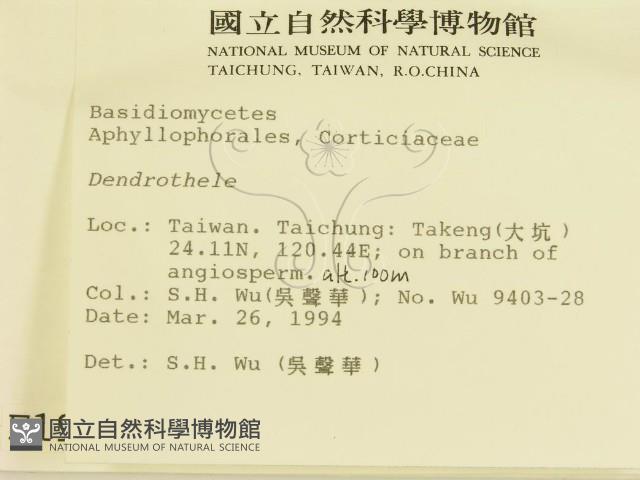 國立自然科學博物館
NATIONAL MUSEUM OF NATURAL SCIENCE
TAICHUNG, TAIWAN, R.O.CHINA
Basidiomycetes
Aphyllophorales, Corticiaceae
Dendrothele
Loc.: Taiwan. Taichung: Takeng(大坑)
24.11N, 120.44E; on branch of
angiosperm. alt. 100m
Col.: S.H. Wu(吳聲華); No. Wu 9403-28
Date: Mar. 26, 1994
Det.: S.H. Wu (吳聲華)
國立自然科學博物館
NATIONAL MUSEUM OF NATURAL SCIENCE